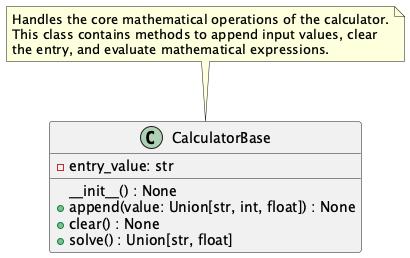 Handles the core mathematical operations of the calculator.
This class contains methods to append input values, clear
the entry, and evaluate mathematical expressions.
C CalculatorBase
entry_value: str
__init__() : None
append(value: Union[str, int, float]) : None
clear() : None
solve() : Union[str, float]